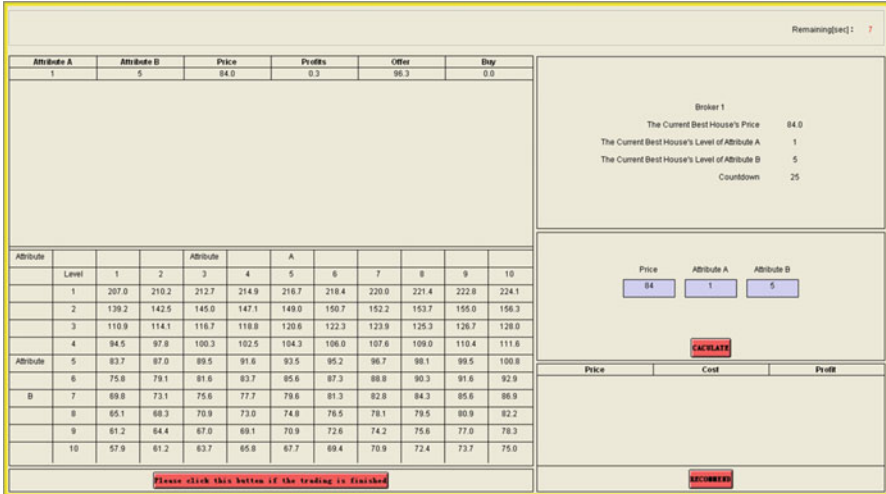 Remaining[sec] : 7
Attribute A Attribute B Price Profits Offer Buy
1 5 84.0 0.3 96.3 0.0
Broker 1
The Current Best House's Price 84.0
The Current Best House's Level of Attribute A 1
The Current Best House's Level of Attribute B 5
Countdown 25
Attribute Attribute A
Level 1 2 3 4 5 6 7 8 9 10
1 207.0 210.2 212.7 214.9 216.7 218.4 220.0 221.4 222.8 224.1
2 139.2 142.5 145.0 147.1 149.0 150.7 152.2 153.7 155.0 156.3
3 110.9 114.1 116.7 118.8 120.6 122.3 123.9 125.3 126.7 128.0
4 94.5 97.8 100.3 102.5 104.3 106.0 107.6 109.0 110.4 111.6
Attribute 5 83.7 87.0 89.5 91.6 93.5 95.2 96.7 98.1 99.5 100.8
6 75.8 79.1 81.6 83.7 85.6 87.3 88.8 90.3 91.6 92.9
B 7 69.8 73.1 75.6 77.7 79.6 81.3 82.8 84.3 85.6 86.9
8 65.1 68.3 70.9 73.0 74.8 76.5 78.1 79.5 80.9 82.2
9 61.2 64.4 67.0 69.1 70.9 72.6 74.2 75.6 77.0 78.3
10 57.9 61.2 63.7 65.8 67.7 69.4 70.9 72.4 73.7 75.0
Price Attribute A Attribute B
84 1 5
CACULATE
Price Cost Profit
Please click this button if the trading is finished
RECOMMEND